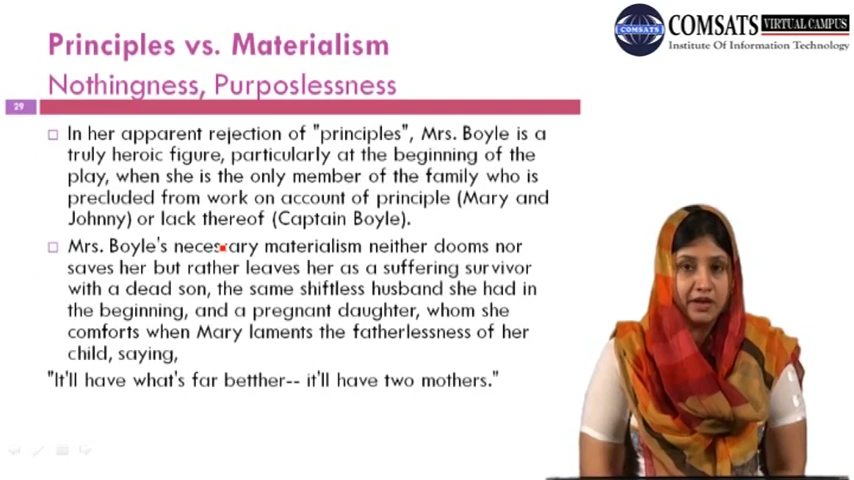 Principles vs. Materialism
Nothingness, Purposlessness
29
COMSATS
COMSATS VIRTUAL CAMPUS
Institute Of Information Technology
In her apparent rejection of "principles", Mrs. Boyle is a
truly heroic figure, particularly at the beginning of the
play, when she is the only member of the family who is
precluded from work on account of principle (Mary and
Johnny) or lack thereof (Captain Boyle).
Mrs. Boyle's necessary materialism neither dooms nor
saves her but rather leaves her as a suffering survivor
with a dead son, the same shiftless husband she had in
the beginning, and a pregnant daughter, whom she
comforts when Mary laments the fatherlessness of her
child, saying,
"It'll have what's far betther-- it'll have two mothers."